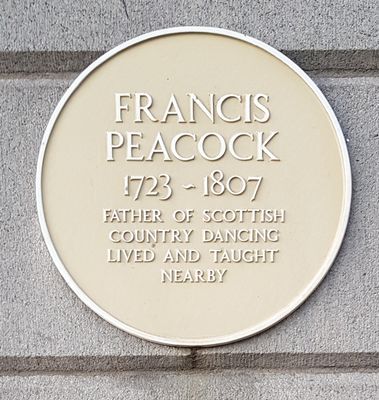 FRANCIS
PEACOCK
1723 ~ 1807
FATHER OF SCOTTISH
COUNTRY DANCING
LIVED AND TAUGHT
NEARBY